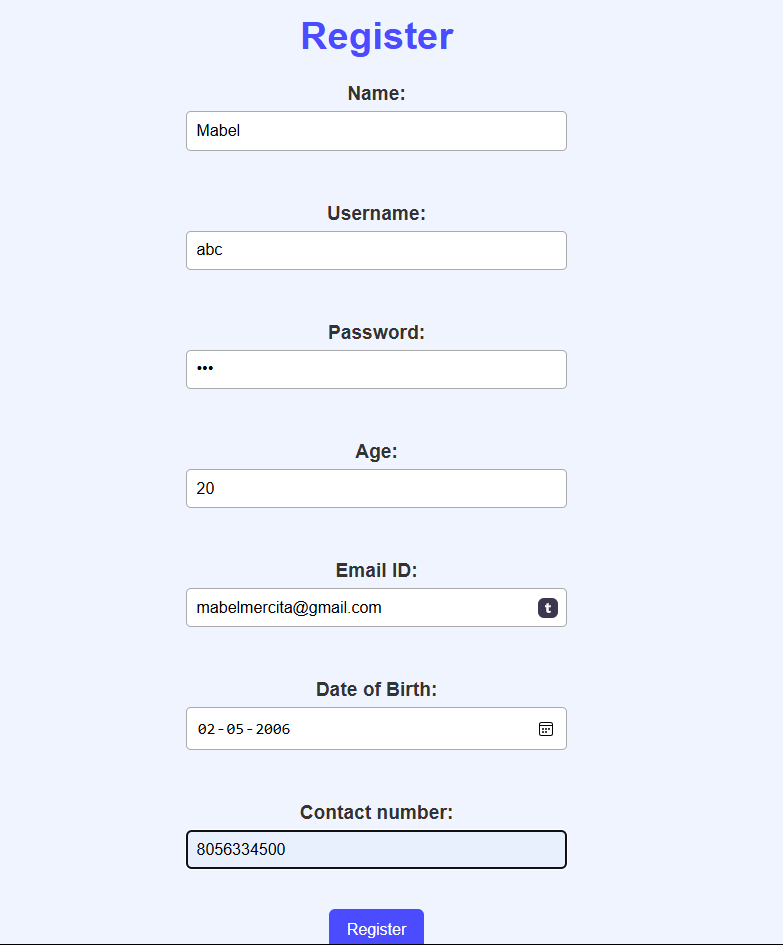 Register
Name:
Mabel
Username:
abc
Password:
•••
Age:
20
Email ID:
mabelmercita@gmail.com
t
Date of Birth:
02-05-2006
Contact number:
8056334500
Register